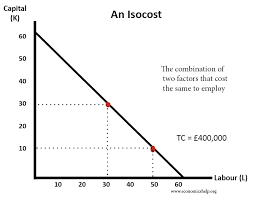 Capital
(K)
An Isocost
60
50
40
30
20
10
The combination of
two factors that cost
the same to employ
TC = £400,000
10
20
30
40
50
60
Labour (L)
www.economicshelp.org